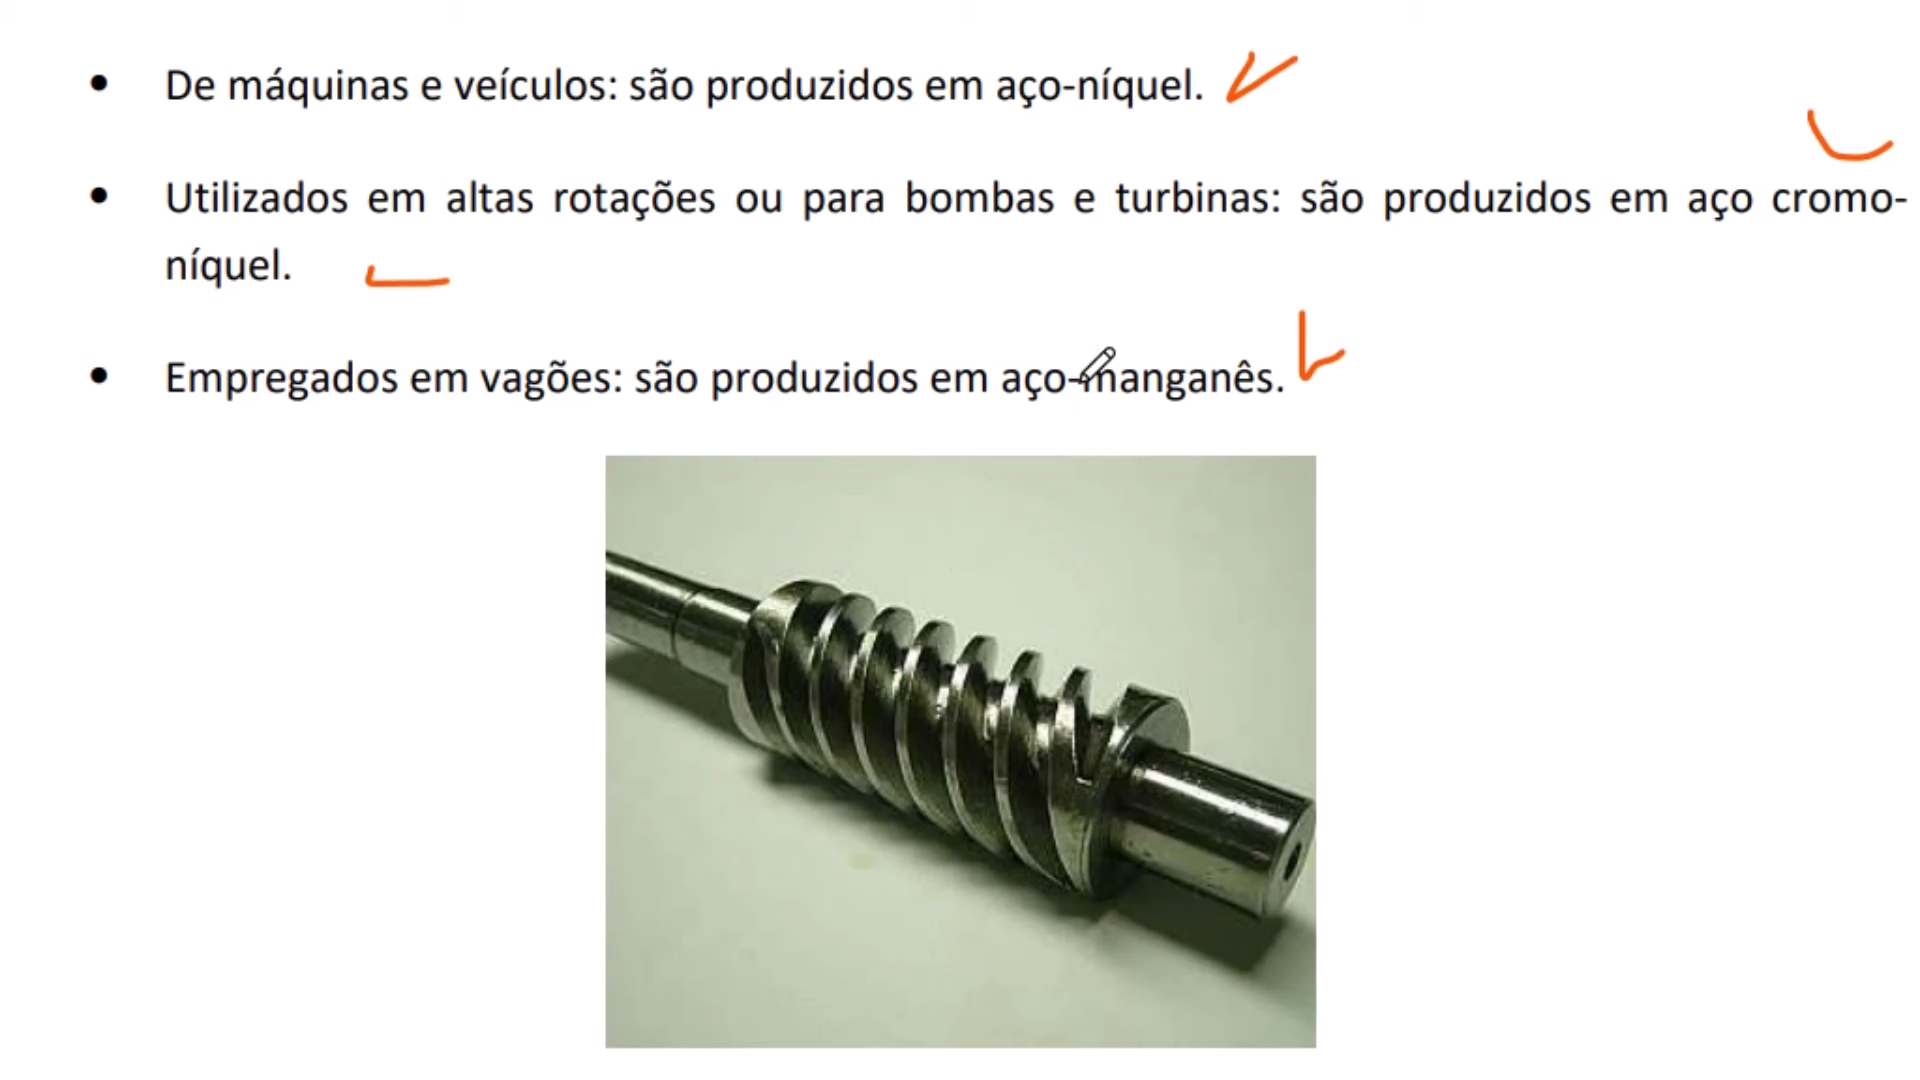 • De máquinas e veículos: são produzidos em aço-níquel.
• Utilizados em altas rotações ou para bombas e turbinas: são produzidos em aço cromo-
níquel.
• Empregados em vagões: são produzidos em aço-manganês.